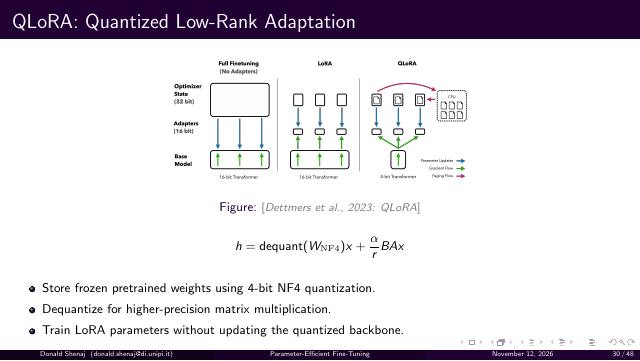 QLoRA: Quantized Low-Rank Adaptation
Full Finetuning
(No Adapters)
LoRA
QLoRA
Optimizer
State
(32 bit)
CPU
Adapters
(16 bit)
Base
Model
16-bit Transformer
16-bit Transformer
4-bit Transformer
Parameter Updates
Gradient Flow
Paging Flow
Figure: [Dettmers et al., 2023: QLoRA]
h = dequant(W_NF4)x + α/r BAx
Store frozen pretrained weights using 4-bit NF4 quantization.
Dequantize for higher-precision matrix multiplication.
Train LoRA parameters without updating the quantized backbone.
Donald Shenaj (donald.shenaj@di.unipi.it) Parameter-Efficient Fine-Tuning November 12, 2026 30 / 48